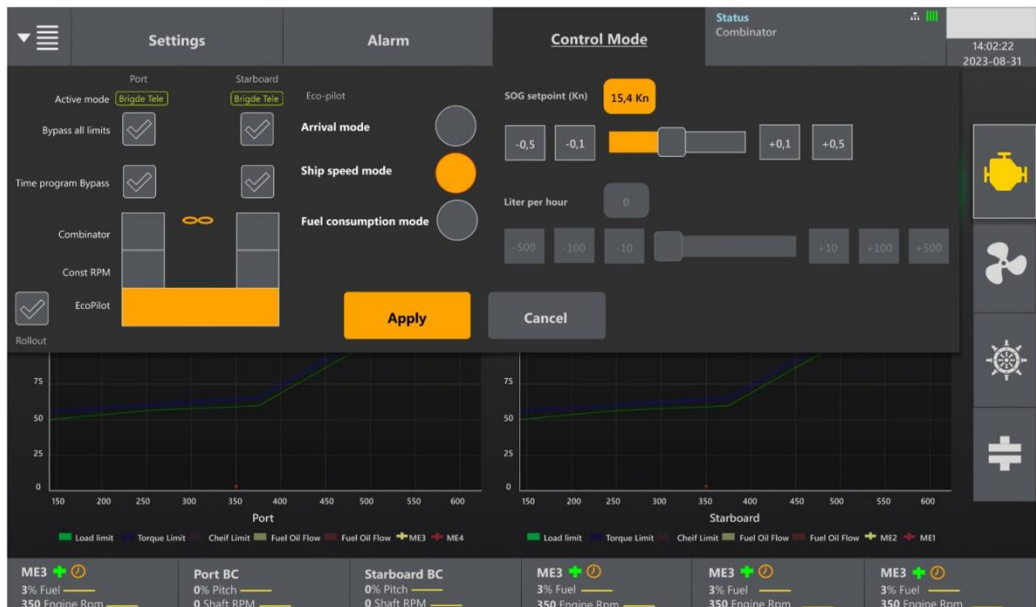 Settings
Alarm
Control Mode
Status
Combinator
14:02:22
2023-08-31
Port
Starboard
Active mode
Brigde Tele
Brigde Tele
Bypass all limits
Time program Bypass
Combinator
Const RPM
EcoPilot
Rollout
Eco-pilot
Arrival mode
Ship speed mode
Fuel consumption mode
SOG setpoint (Kn)
15,4 Kn
-0,5 -0,1 +0,1 +0,5
Liter per hour
0
-500 -100 -10 +10 +100 +500
Apply
Cancel
75
50
25
0
150 200 250 300 350 400 450 500 550 600
Port
Load limit Torque Limit Cheif Limit Fuel Oil Flow Fuel Oil Flow ME3 ME4
75
50
25
0
150 200 250 300 350 400 450 500 550 600
Starboard
Load limit Torque Limit Cheif Limit Fuel Oil Flow Fuel Oil Flow ME2 ME1
ME3
3% Fuel
350 Engine Rpm
Port BC
0% Pitch
0 Shaft RPM
Starboard BC
0% Pitch
0 Shaft RPM
ME3
3% Fuel
350 Engine Rpm
ME3
3% Fuel
350 Engine Rpm
ME3
3% Fuel
350 Engine Rpm